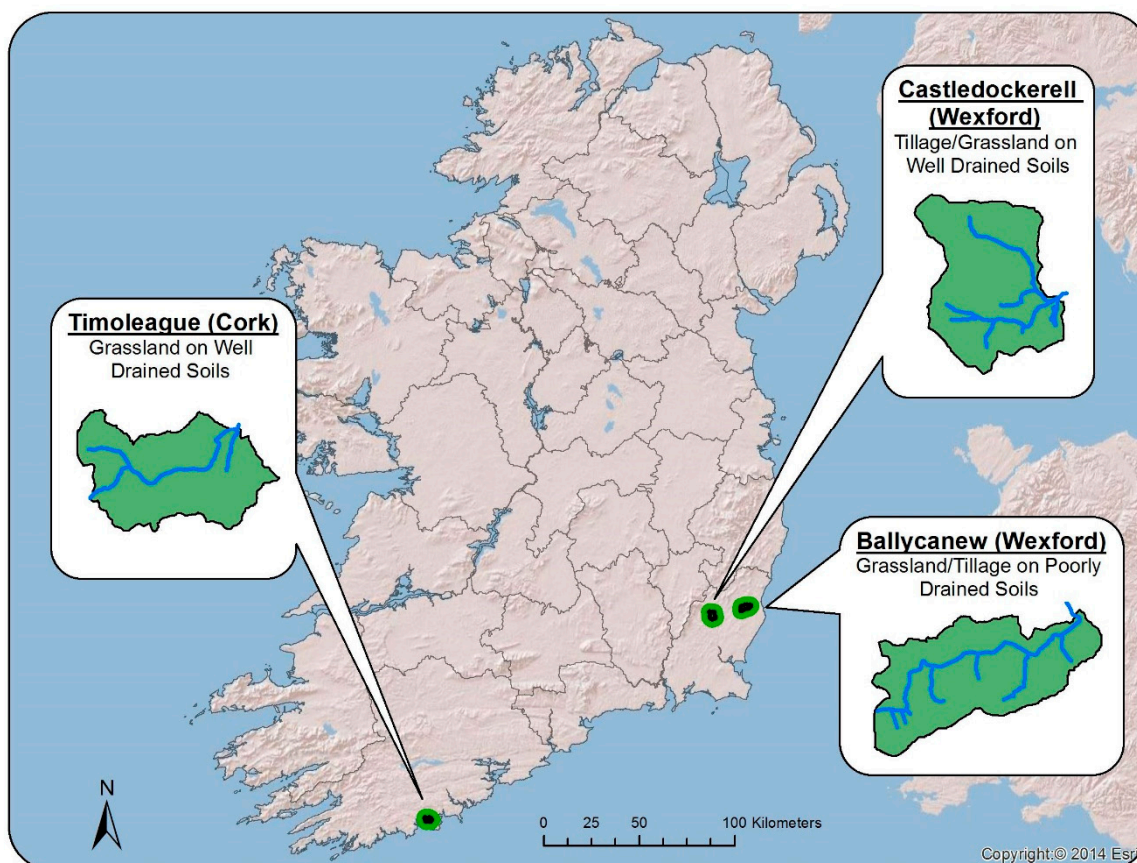 Castledockerell
(Wexford)
Tillage/Grassland on
Well Drained Soils
Timoleague (Cork)
Grassland on Well
Drained Soils
Ballycanew (Wexford)
Grassland/Tillage on Poorly
Drained Soils
N
0 25 50 100 Kilometers
Copyright:© 2014 Esri